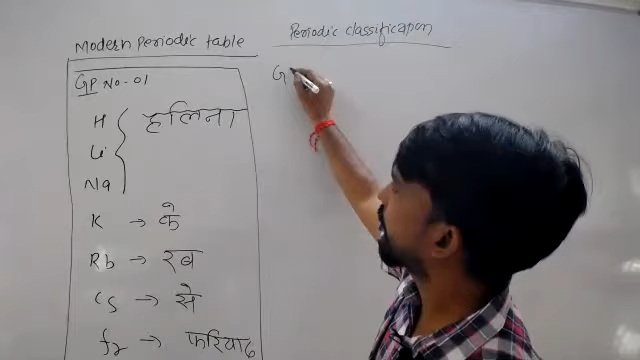 Modern Periodic table
Periodic classification
GP No-01
H
Li
Na
हलिना
K → के
Rb → रब
Cs → से
fr → फरियाद
G